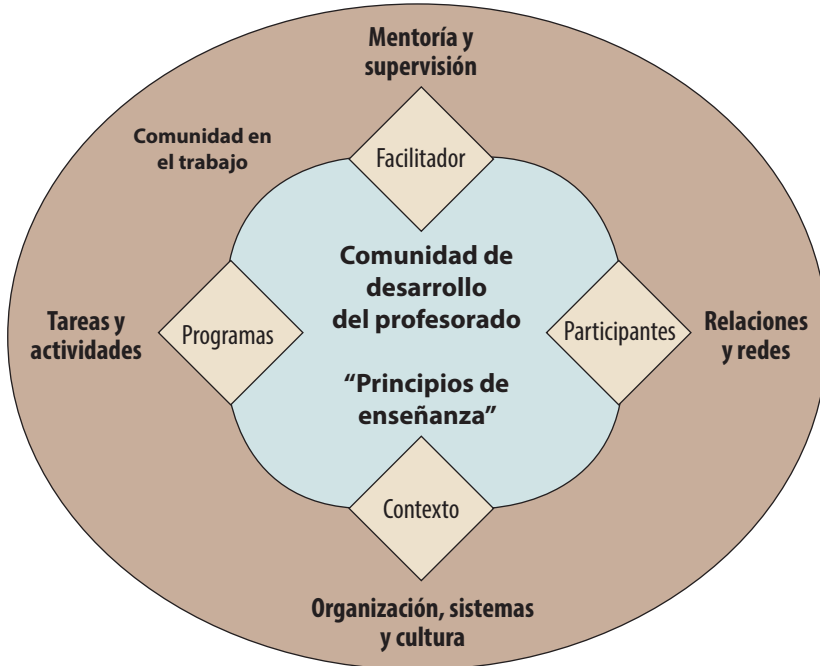 Mentoría y
supervisión
Comunidad en
el trabajo
Facilitador
Comunidad de
desarrollo
del profesorado
Tareas y
actividades
Programas
Participantes
Relaciones
y redes
“Principios de
enseñanza”
Contexto
Organización, sistemas
y cultura